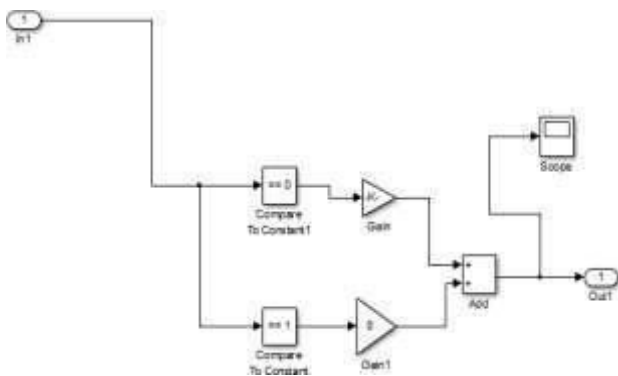 1
In1
Scope
== 0
Compare
To Constant1
-K-
Gain
+
+
Add
1
Out1
== 1
Compare
To Constant
Gain1